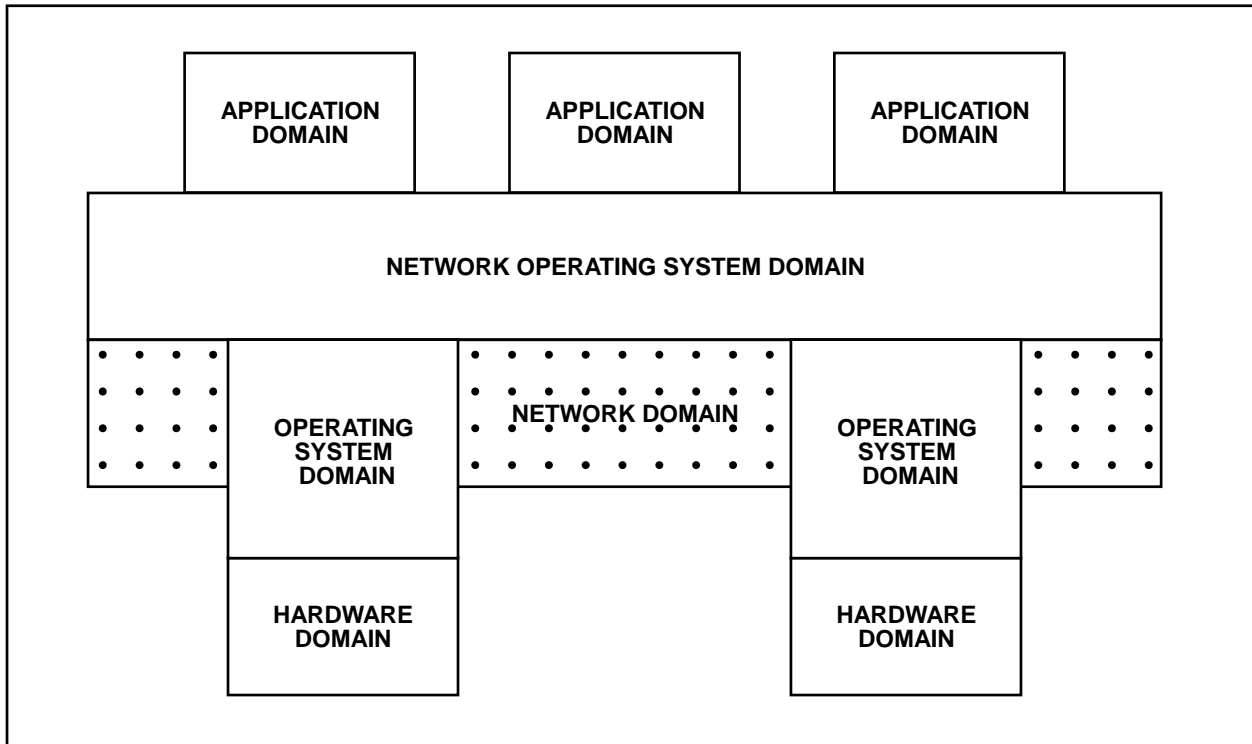 APPLICATION
DOMAIN
APPLICATION
DOMAIN
APPLICATION
DOMAIN
NETWORK OPERATING SYSTEM DOMAIN
OPERATING
SYSTEM
DOMAIN
NETWORK DOMAIN
OPERATING
SYSTEM
DOMAIN
HARDWARE
DOMAIN
HARDWARE
DOMAIN